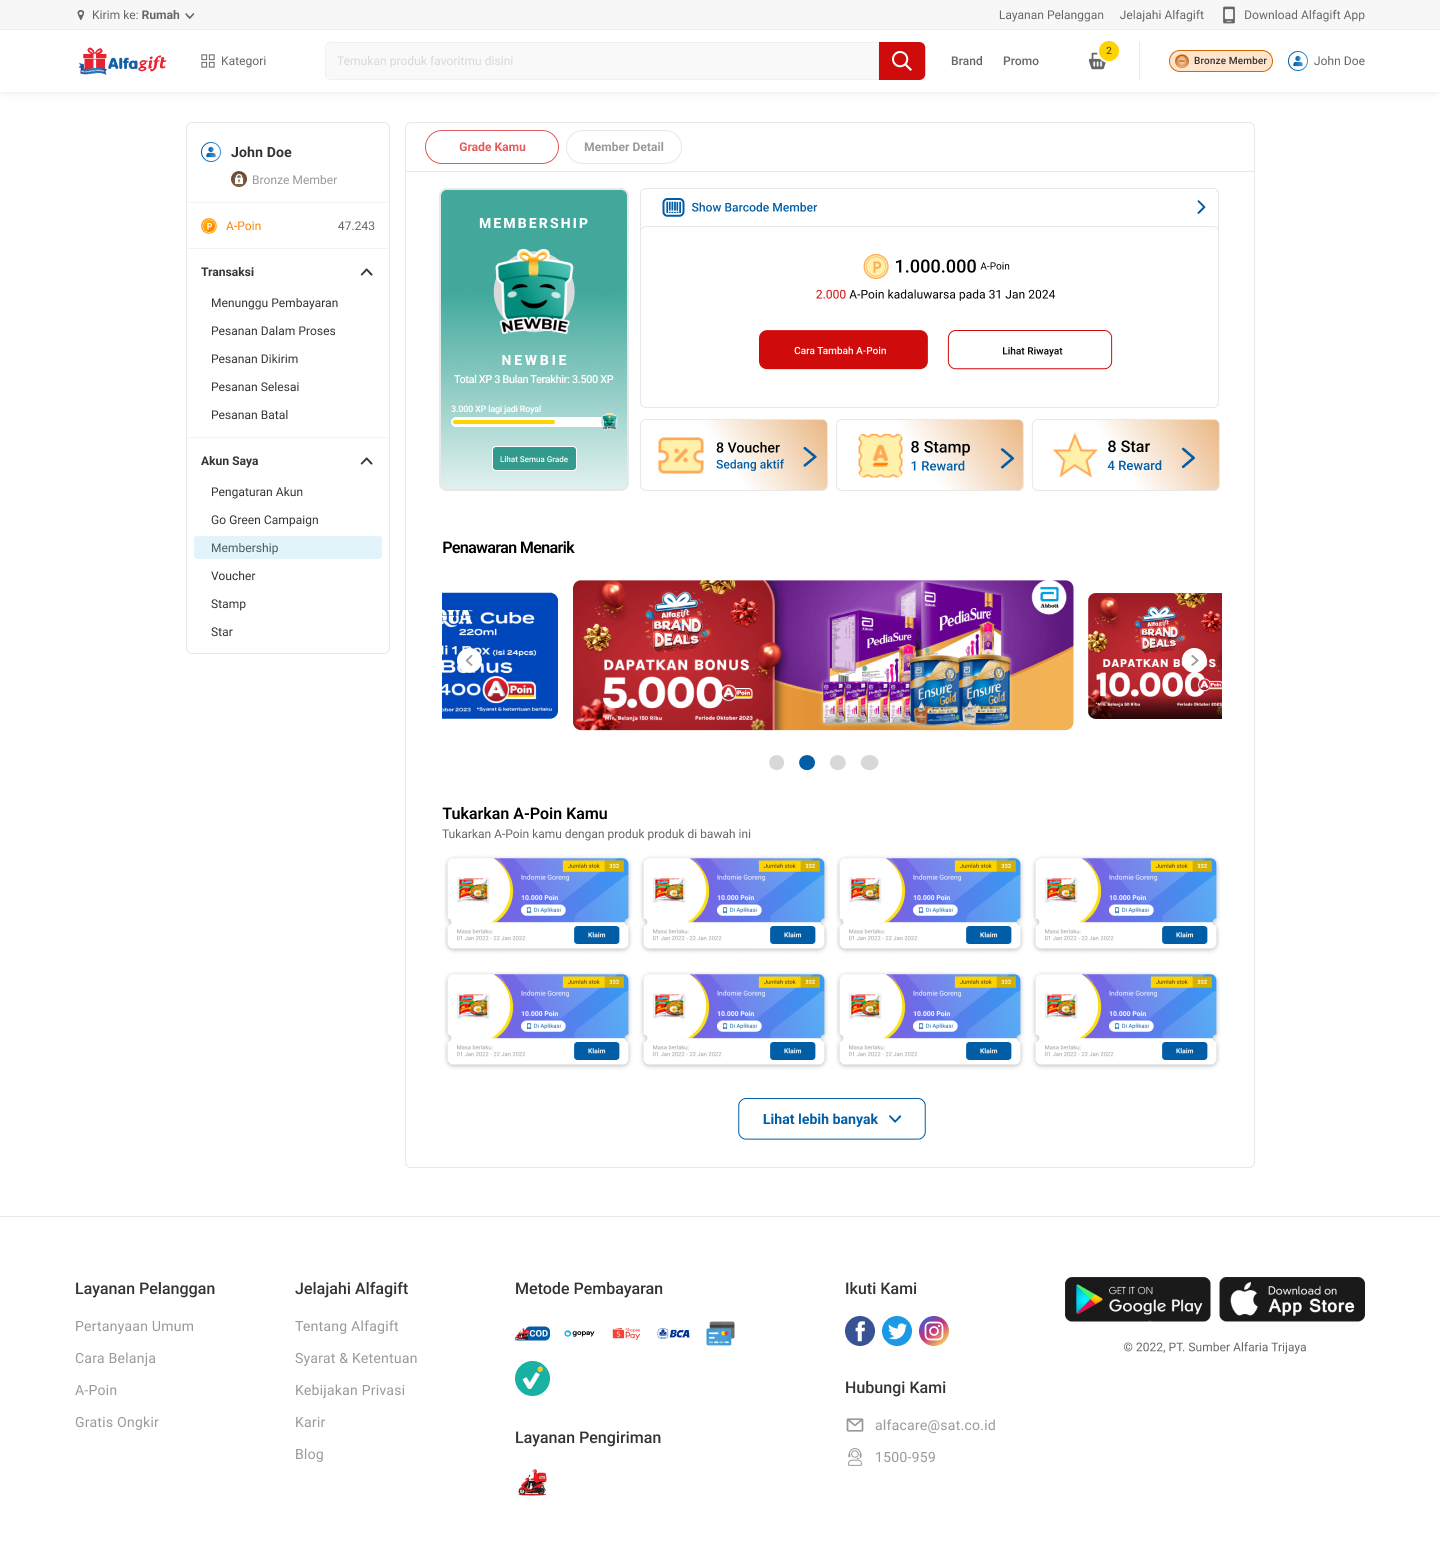 Kirim ke: Rumah
Layanan Pelanggan
Jelajahi Alfagift
Download Alfagift App
Alfagift
Kategori
Temukan produk favoritmu disini
Brand
Promo
2
Bronze Member
John Doe
John Doe
Bronze Member
A-Poin
47.243
Transaksi
Menunggu Pembayaran
Pesanan Dalam Proses
Pesanan Dikirim
Pesanan Selesai
Pesanan Batal
Akun Saya
Pengaturan Akun
Go Green Campaign
Membership
Voucher
Stamp
Star
Grade Kamu
Member Detail
MEMBERSHIP
NEWBIE
NEWBIE
Total XP 3 Bulan Terakhir: 3.500 XP
3.000 XP lagi jadi Royal
Lihat Semua Grade
Show Barcode Member
P
1.000.000 A-Poin
2.000 A-Poin kadaluwarsa pada 31 Jan 2024
Cara Tambah A-Poin
Lihat Riwayat
8 Voucher
Sedang aktif
A
8 Stamp
1 Reward
8 Star
4 Reward
Penawaran Menarik
QUA Cube
220ml
li 1 Box (isi 24pcs)
Bonus
400 A Poin
ober 2023 *Syarat & ketentuan berlaku
Alfagift
BRAND
DEALS
DAPATKAN BONUS
5.000 A Poin
Min. Belanja 150 Ribu
Periode Oktober 2023
PediaSure
PediaSure
Ensure
Gold
Ensure
Gold
Abbott
Alfagift
BRAND
DEALS
DAPATKAN BONUS
10.000 A Poin
Min. Belanja 50 Ribu
Periode Oktober 2023
Tukarkan A-Poin Kamu
Tukarkan A-Poin kamu dengan produk produk di bawah ini
Jumlah stok 332
Indomie Goreng
10.000 Poin
Di Aplikasi
Masa berlaku:
01 Jan 2022 - 22 Jan 2022
Klaim
Jumlah stok 332
Indomie Goreng
10.000 Poin
Di Aplikasi
Masa berlaku:
01 Jan 2022 - 22 Jan 2022
Klaim
Jumlah stok 332
Indomie Goreng
10.000 Poin
Di Aplikasi
Masa berlaku:
01 Jan 2022 - 22 Jan 2022
Klaim
Jumlah stok 332
Indomie Goreng
10.000 Poin
Di Aplikasi
Masa berlaku:
01 Jan 2022 - 22 Jan 2022
Klaim
Jumlah stok 332
Indomie Goreng
10.000 Poin
Di Aplikasi
Masa berlaku:
01 Jan 2022 - 22 Jan 2022
Klaim
Jumlah stok 332
Indomie Goreng
10.000 Poin
Di Aplikasi
Masa berlaku:
01 Jan 2022 - 22 Jan 2022
Klaim
Jumlah stok 332
Indomie Goreng
10.000 Poin
Di Aplikasi
Masa berlaku:
01 Jan 2022 - 22 Jan 2022
Klaim
Jumlah stok 332
Indomie Goreng
10.000 Poin
Di Aplikasi
Masa berlaku:
01 Jan 2022 - 22 Jan 2022
Klaim
Lihat lebih banyak
Layanan Pelanggan
Pertanyaan Umum
Cara Belanja
A-Poin
Gratis Ongkir
Jelajahi Alfagift
Tentang Alfagift
Syarat & Ketentuan
Kebijakan Privasi
Karir
Blog
Metode Pembayaran
COD
gopay
Shopee
Pay
BCA
Layanan Pengiriman
Ikuti Kami
Hubungi Kami
alfacare@sat.co.id
1500-959
GET IT ON
Google Play
Download on
App Store
© 2022, PT. Sumber Alfaria Trijaya